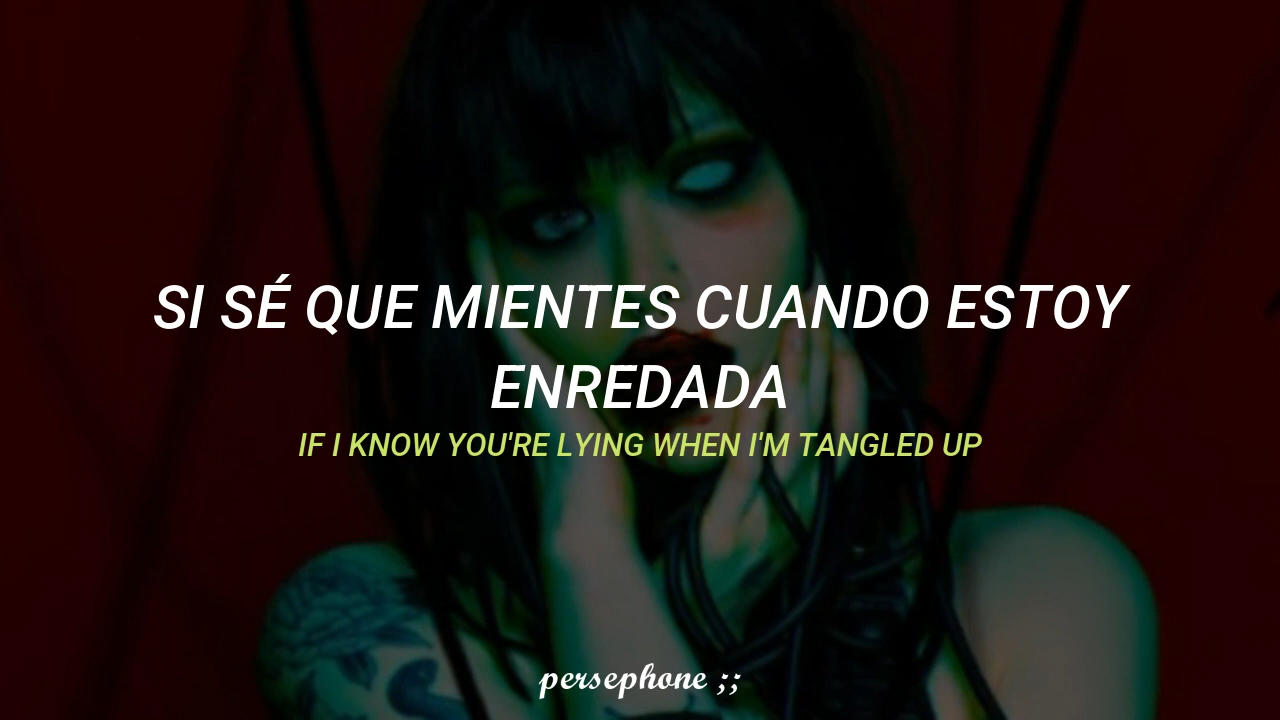 SI SÉ QUE MIENTES CUANDO ESTOY
ENREDADA
IF I KNOW YOU'RE LYING WHEN I'M TANGLED UP
persephone ;;